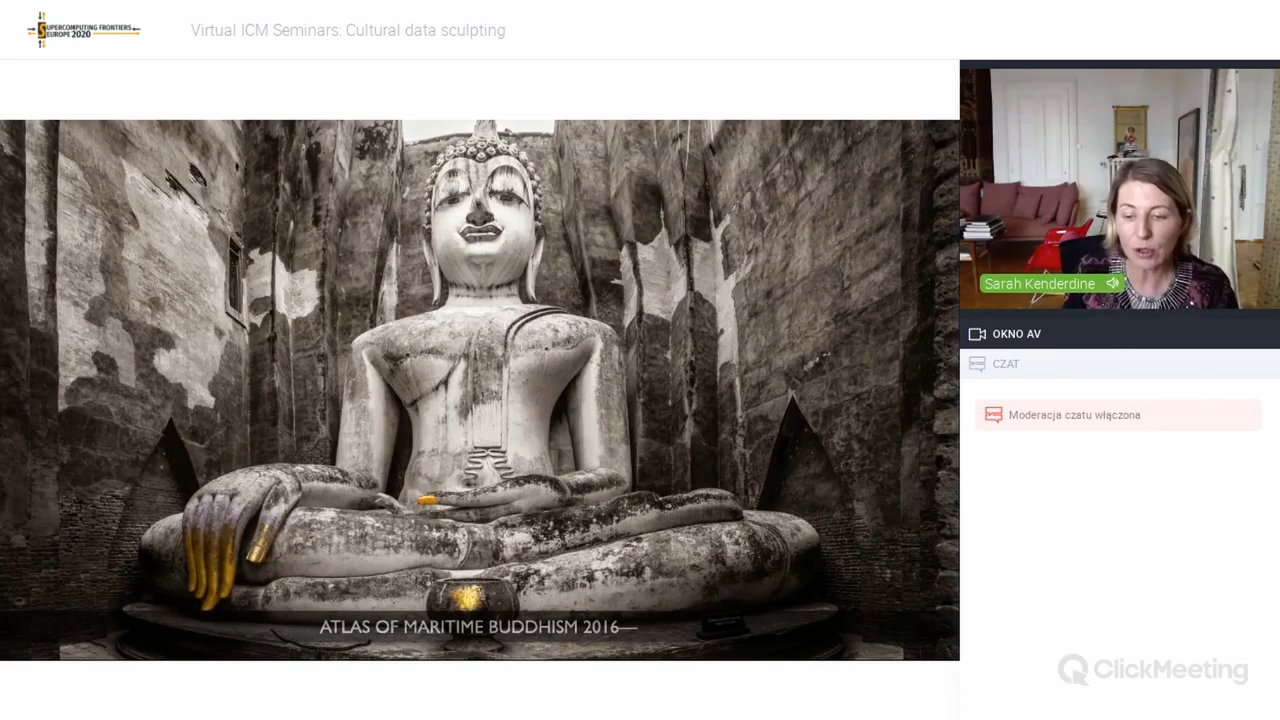 SUPERCOMPUTING FRONTIERS
EUROPE 2020
Virtual ICM Seminars: Cultural data sculpting
Sarah Kenderdine
OKNO AV
CZAT
Moderacja czatu włączona
ATLAS OF MARITIME BUDDHISM 2016—
ClickMeeting